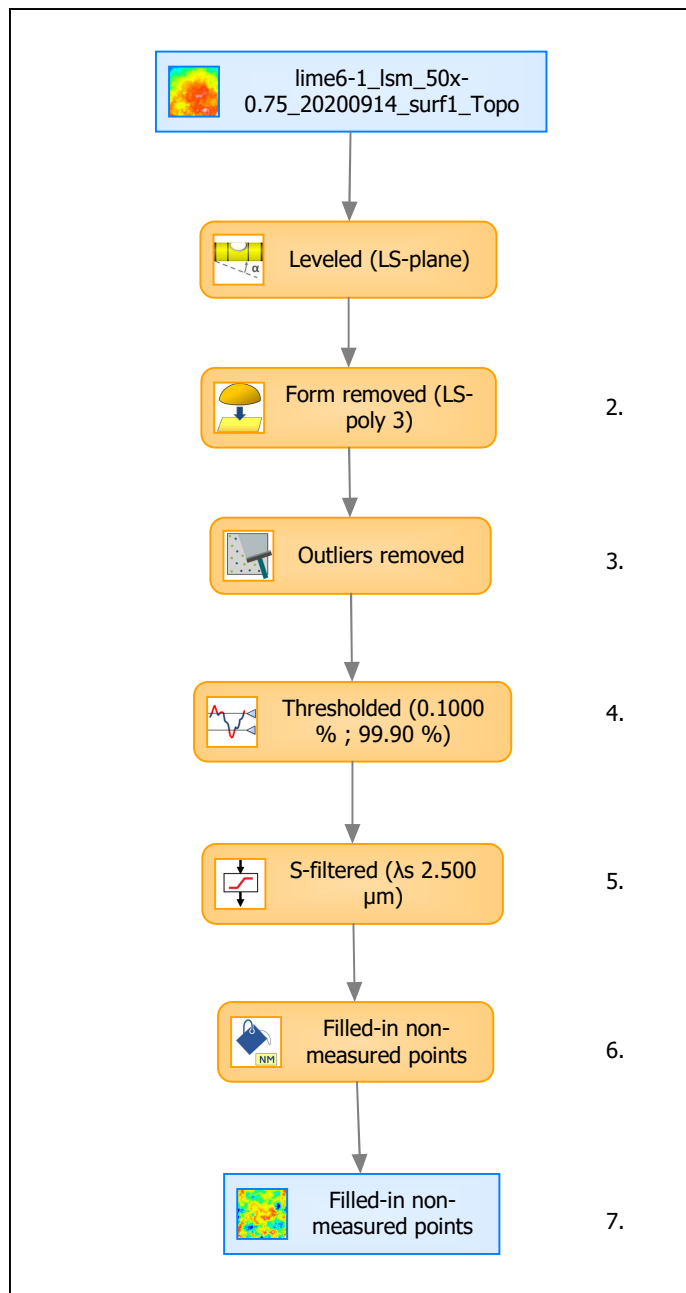 lime6-1_lsm_50x-
0.75_20200914_surf1_Topo
α
Leveled (LS-plane)
Form removed (LS-
poly 3)
2.
Outliers removed
3.
Thresholded (0.1000
% ; 99.90 %)
4.
S-filtered (λs 2.500
µm)
5.
NM
Filled-in non-
measured points
6.
Filled-in non-
measured points
7.